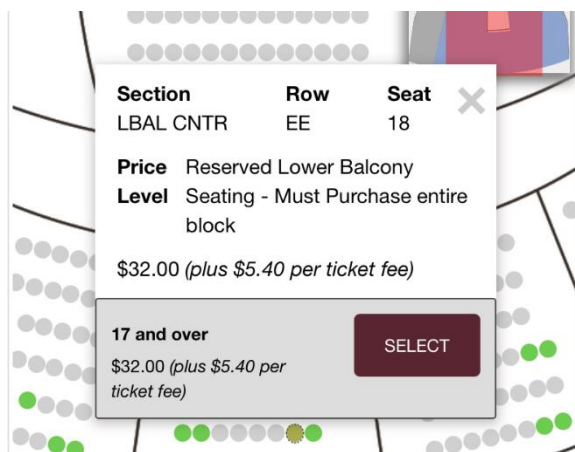 Section Row Seat
LBAL CNTR EE 18
Price Reserved Lower Balcony
Level Seating - Must Purchase entire
block
$32.00 (plus $5.40 per ticket fee)
17 and over
$32.00 (plus $5.40 per
ticket fee)
SELECT